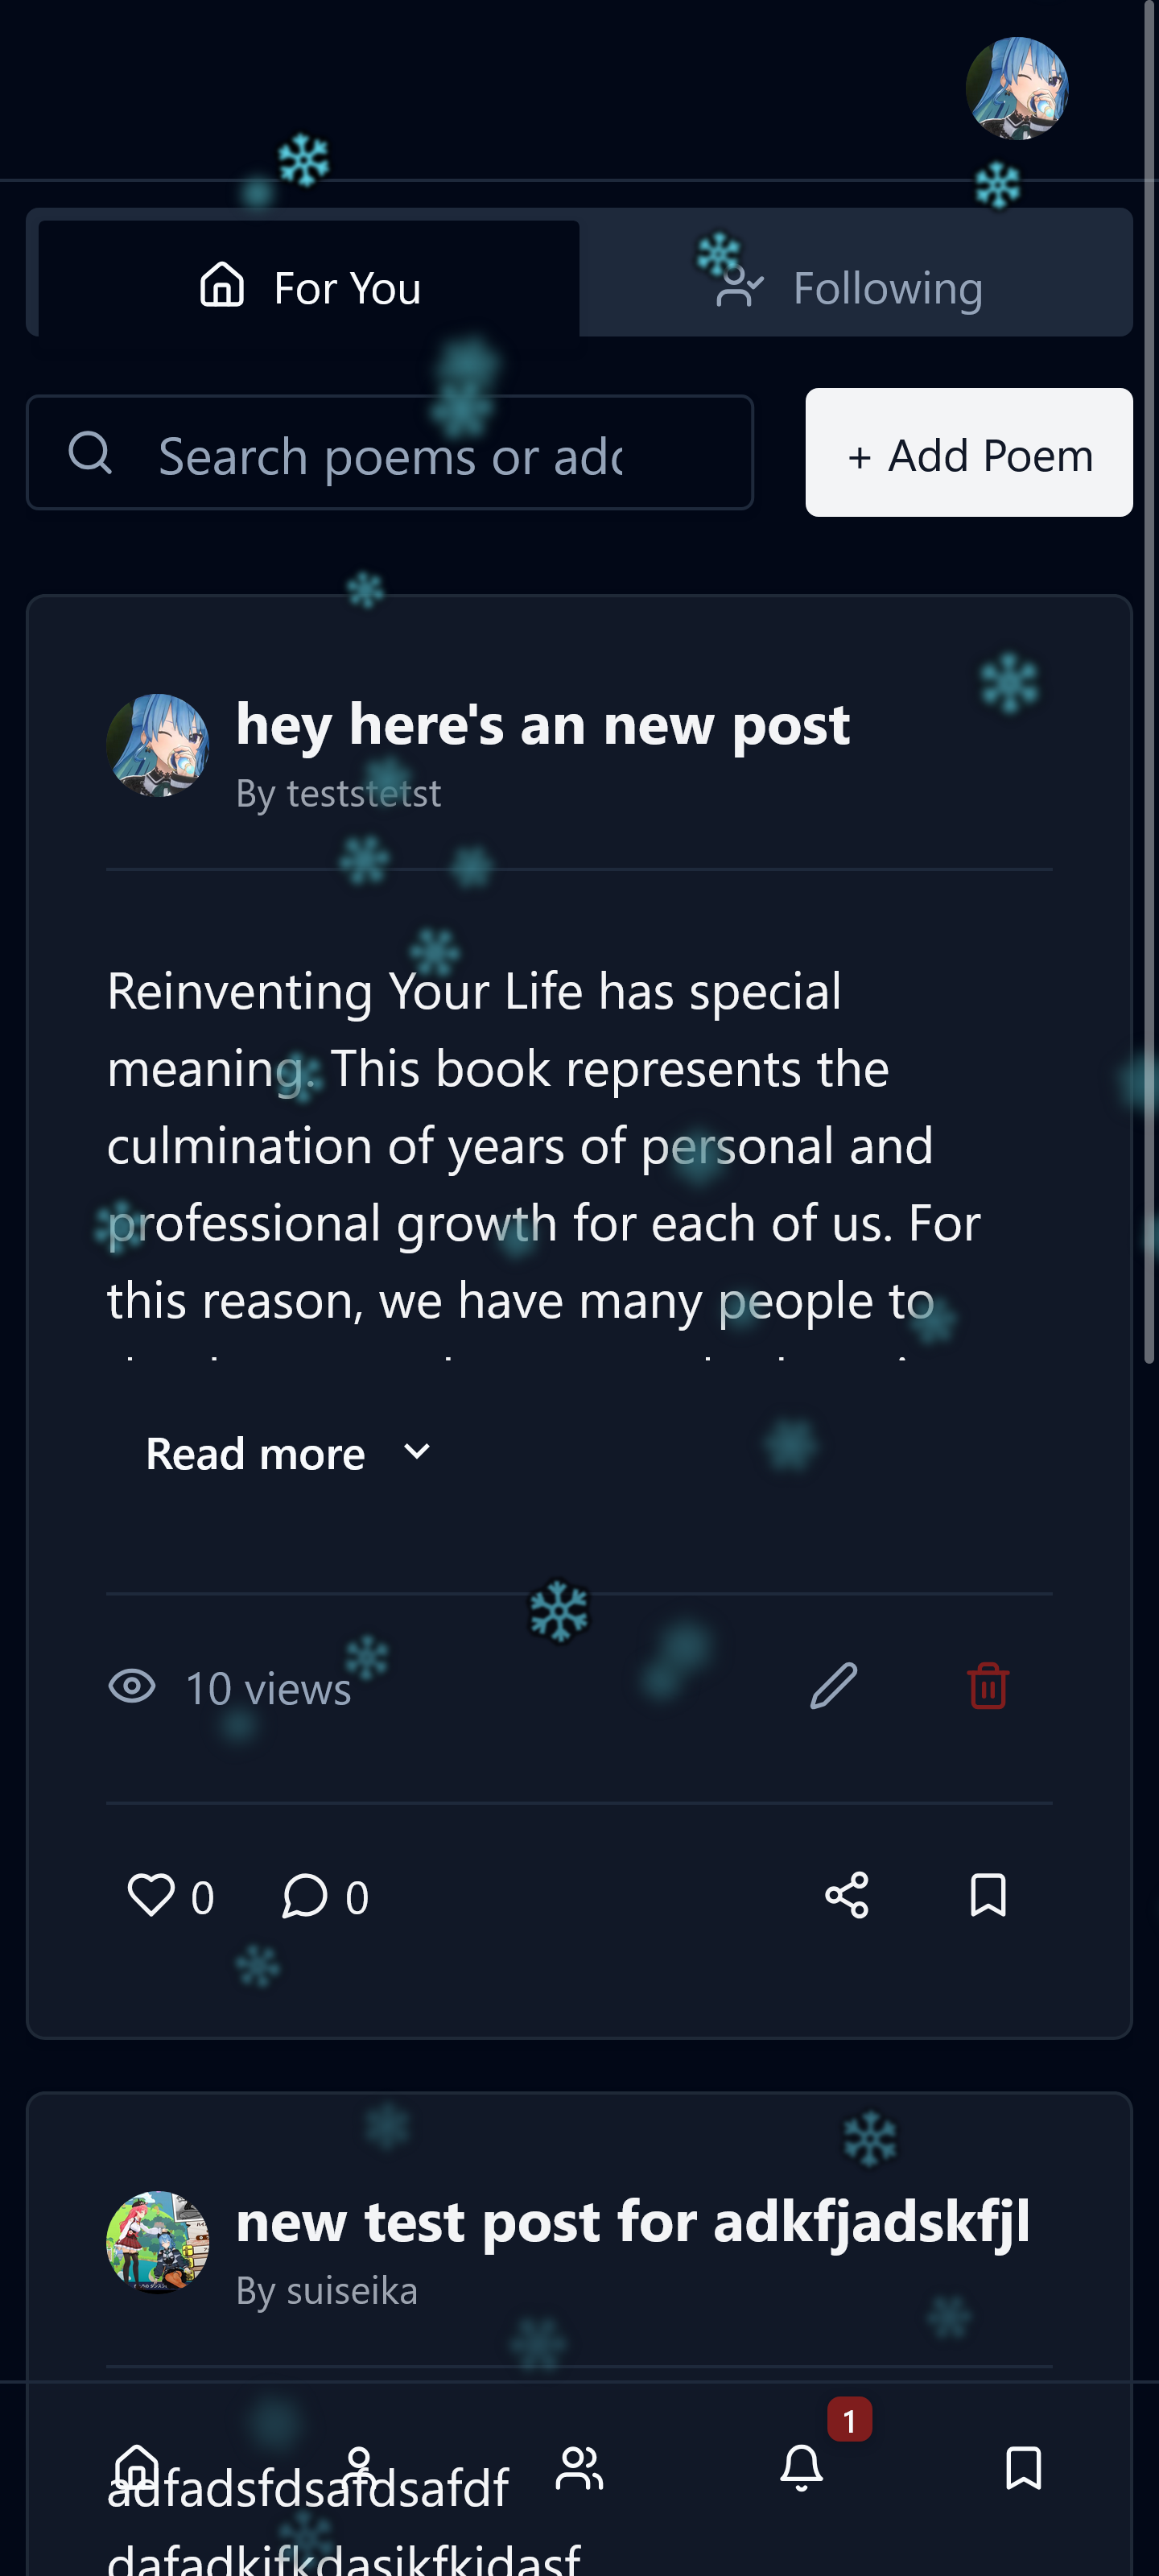 For You
Following
Search poems or add
+ Add Poem
hey here's an new post
By teststetst
Reinventing Your Life has special
meaning. This book represents the
culmination of years of personal and
professional growth for each of us. For
this reason, we have many people to
Read more
10 views
0
0
new test post for adkfjadskfjl
By suiseika
1
adfadsfdsafdsafdf
dafadkjfkdasjkfkjdasf